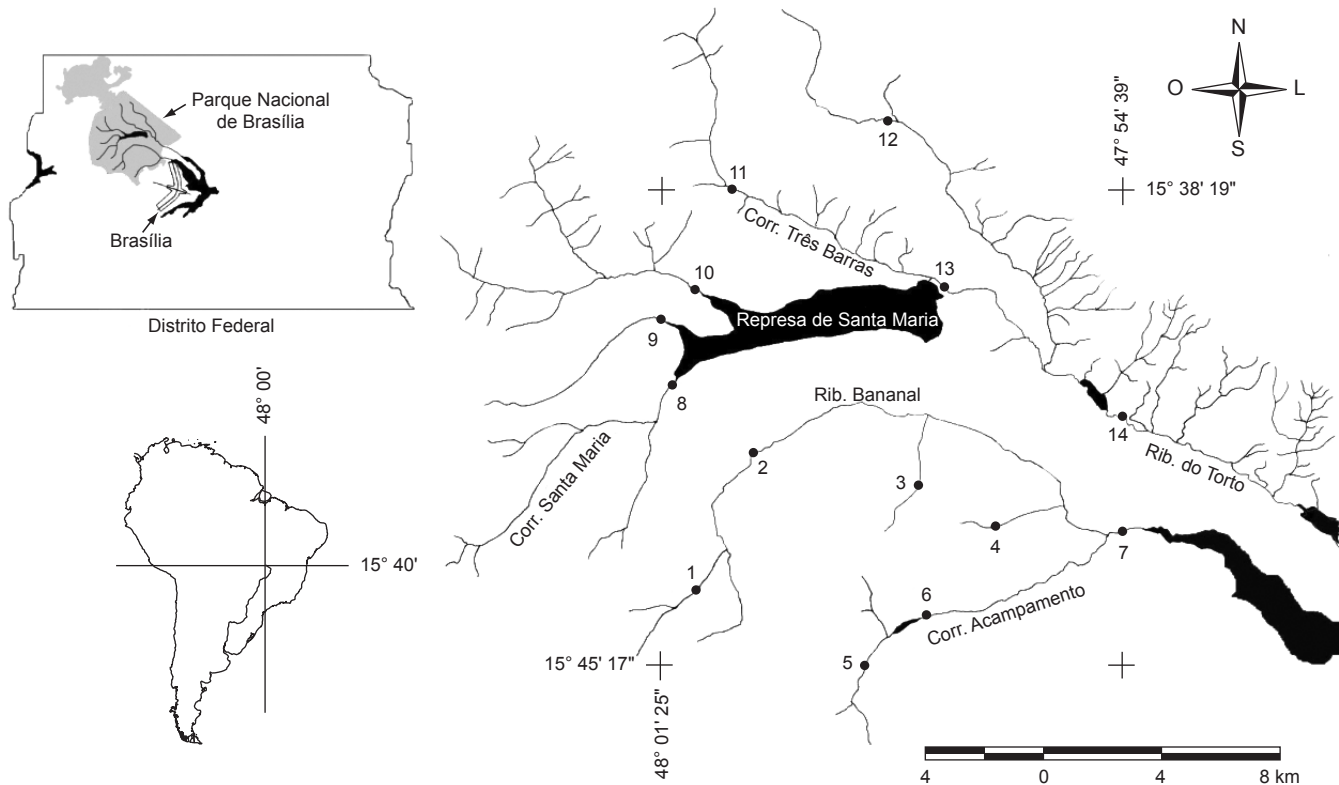 Parque Nacional
de Brasília
Brasília
Distrito Federal
48° 00'
15° 40'
N
O
L
S
47° 54' 39"
15° 38' 19"
12
11
Corr. Três Barras
13
10
Represa de Santa Maria
9
8
Rib. Bananal
14
Rib. do Torto
2
3
Corr. Santa Maria
4
7
1
6
Corr. Acampamento
5
15° 45' 17"
48° 01' 25"
4
0
4
8 km